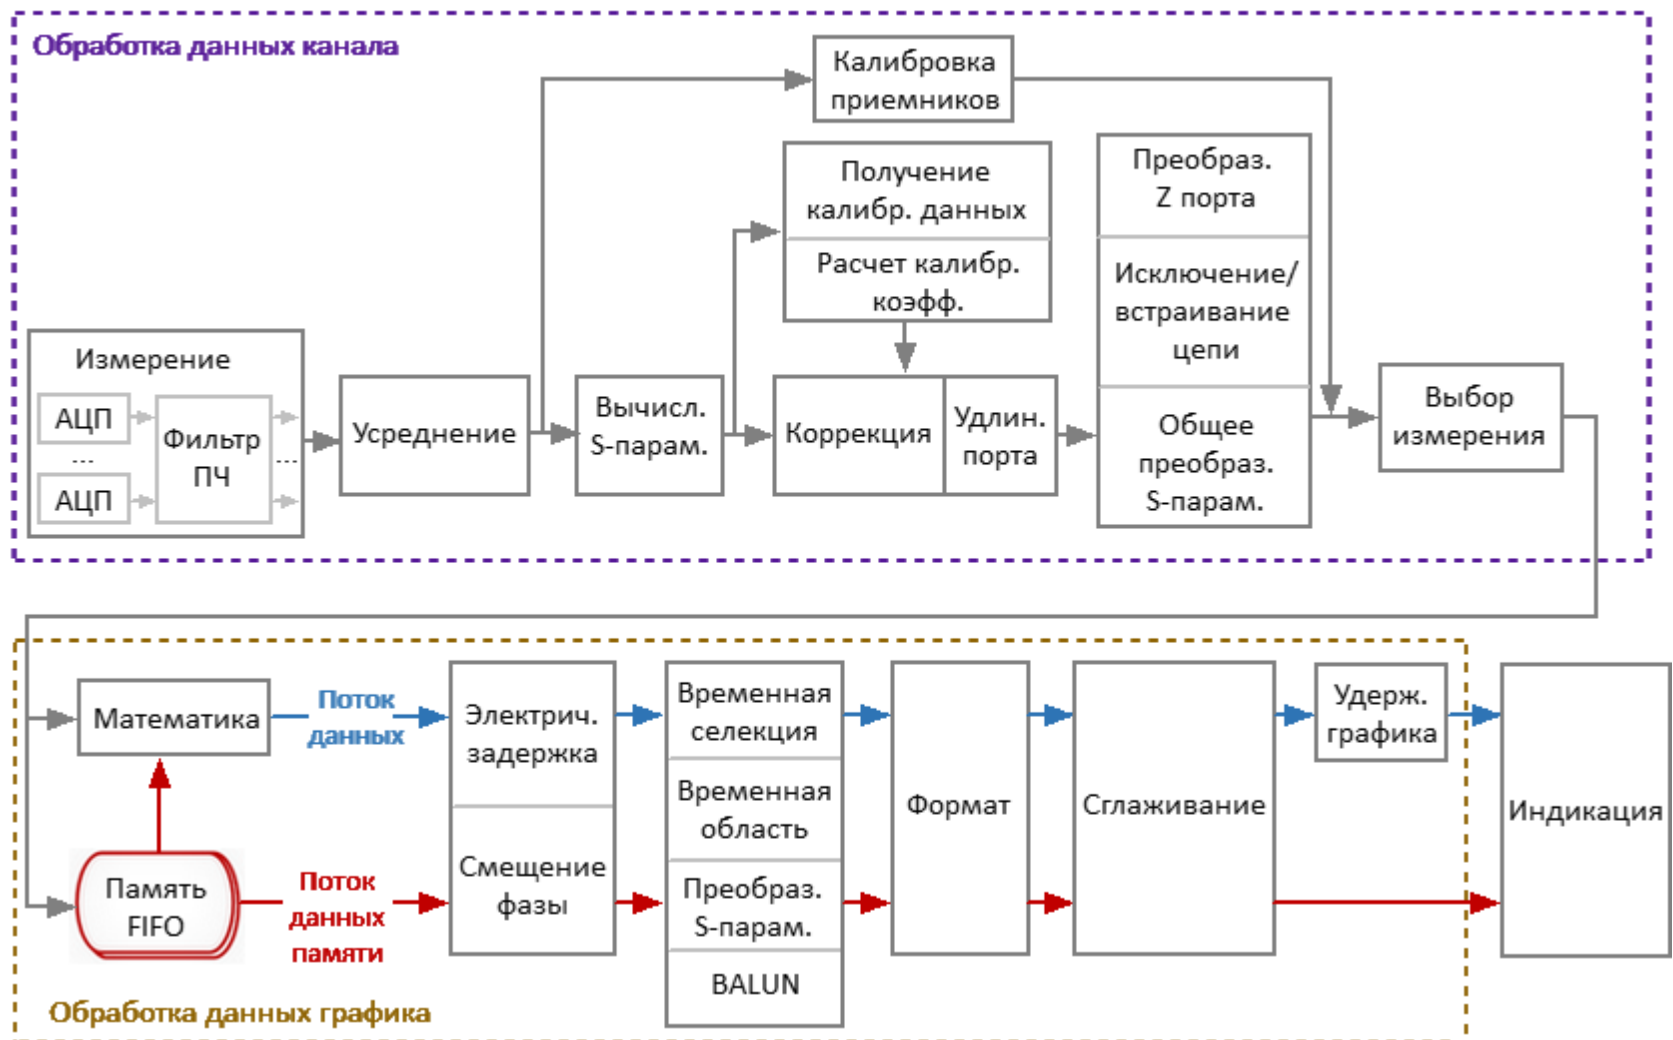 Обработка данных канала
Калибровка
приемников
Получение
калибр. данных
Расчет калибр.
коэфф.
Преобраз.
Z порта
Исключение/
встраивание
цепи
Общее
преобраз.
S-парам.
Измерение
АЦП
...
АЦП
Фильтр
ПЧ
...
Усреднение
Вычисл.
S-парам.
Коррекция
Удлин.
порта
Выбор
измерения
Математика
Поток
данных
Память
FIFO
Поток
данных
памяти
Электрич.
задержка
Смещение
фазы
Временная
селекция
Временная
область
Преобраз.
S-парам.
BALUN
Формат
Сглаживание
Удерж.
графика
Индикация
Обработка данных графика